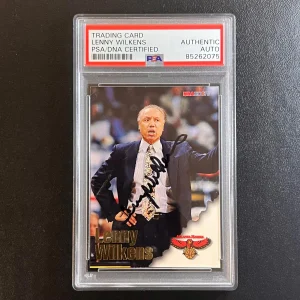 TRADING CARD
LENNY WILKENS
PSA/DNA CERTIFIED
AUTHENTIC
AUTO
85262075
PSA
Lenny
Wilkens